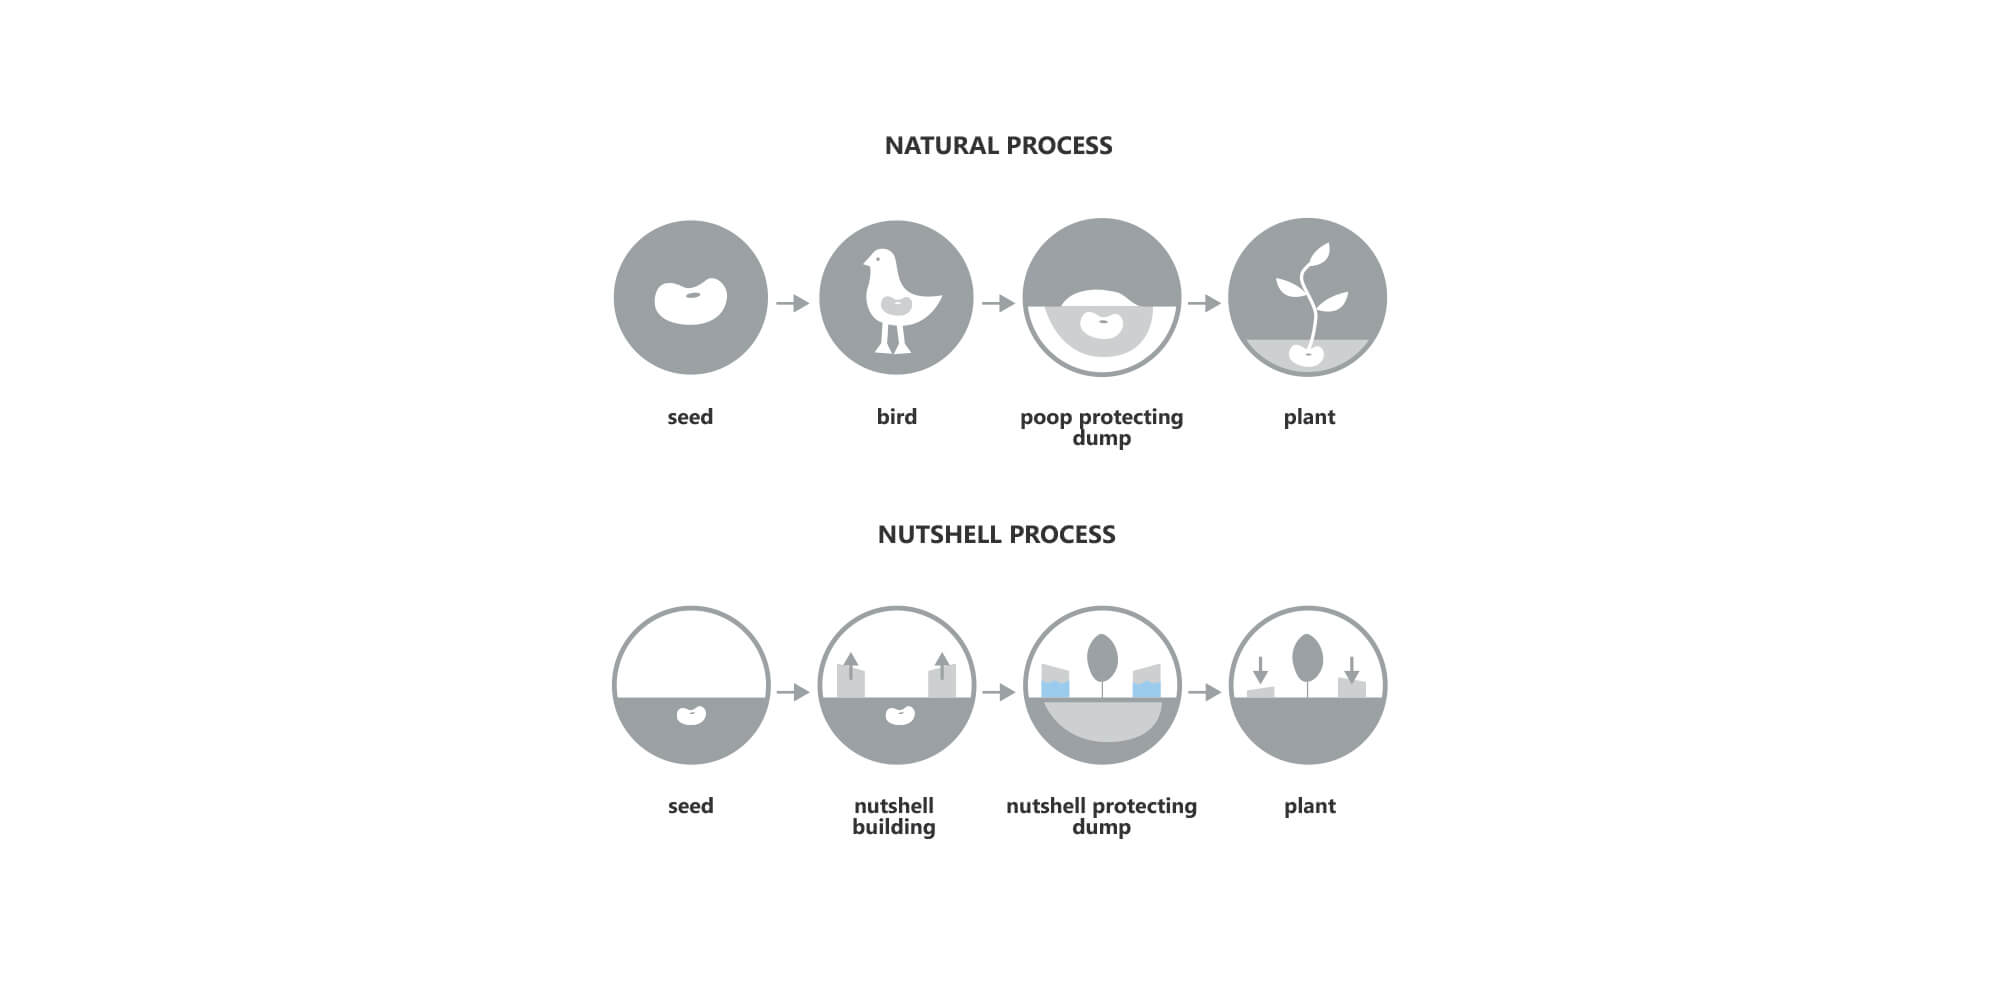 NATURAL PROCESS
seed
bird
poop protecting
dump
plant
NUTSHELL PROCESS
seed
nutshell
building
nutshell protecting
dump
plant